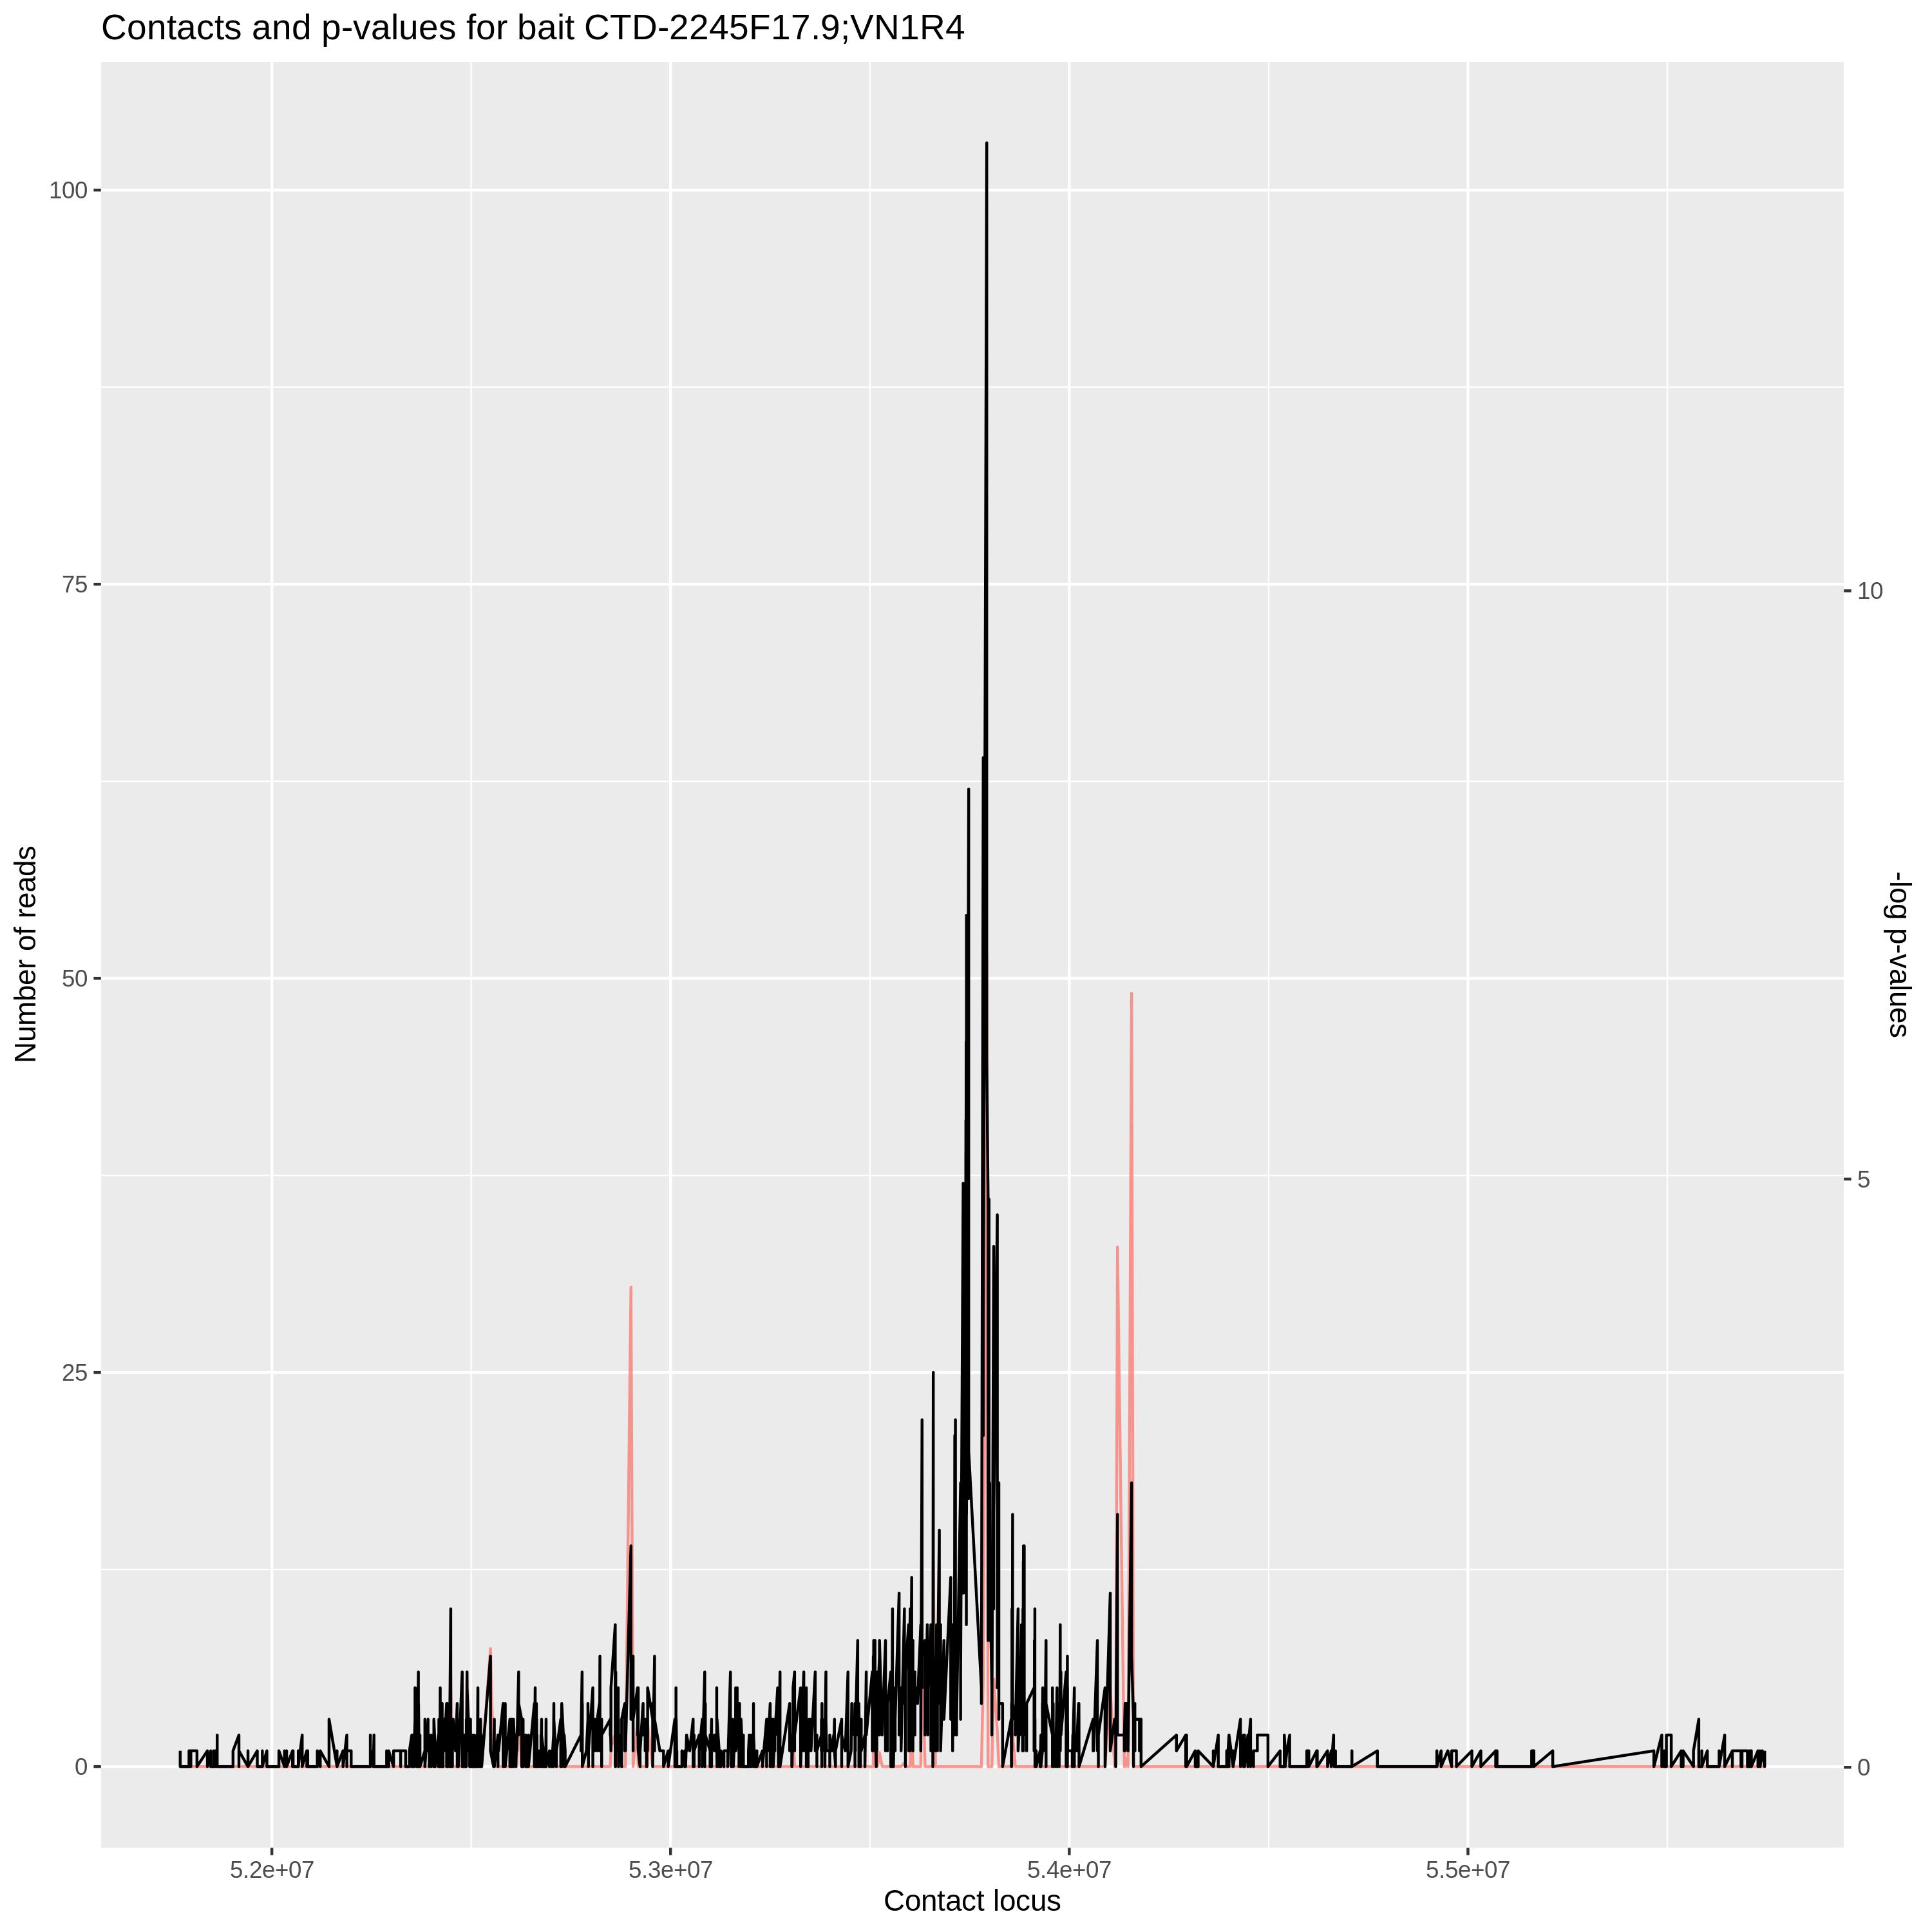 Contacts and p-values for bait CTD-2245F17.9;VN1R4
100
75
50
25
0
Number of reads
10
5
0
-log p-values
5.2e+07
5.3e+07
5.4e+07
5.5e+07
Contact locus